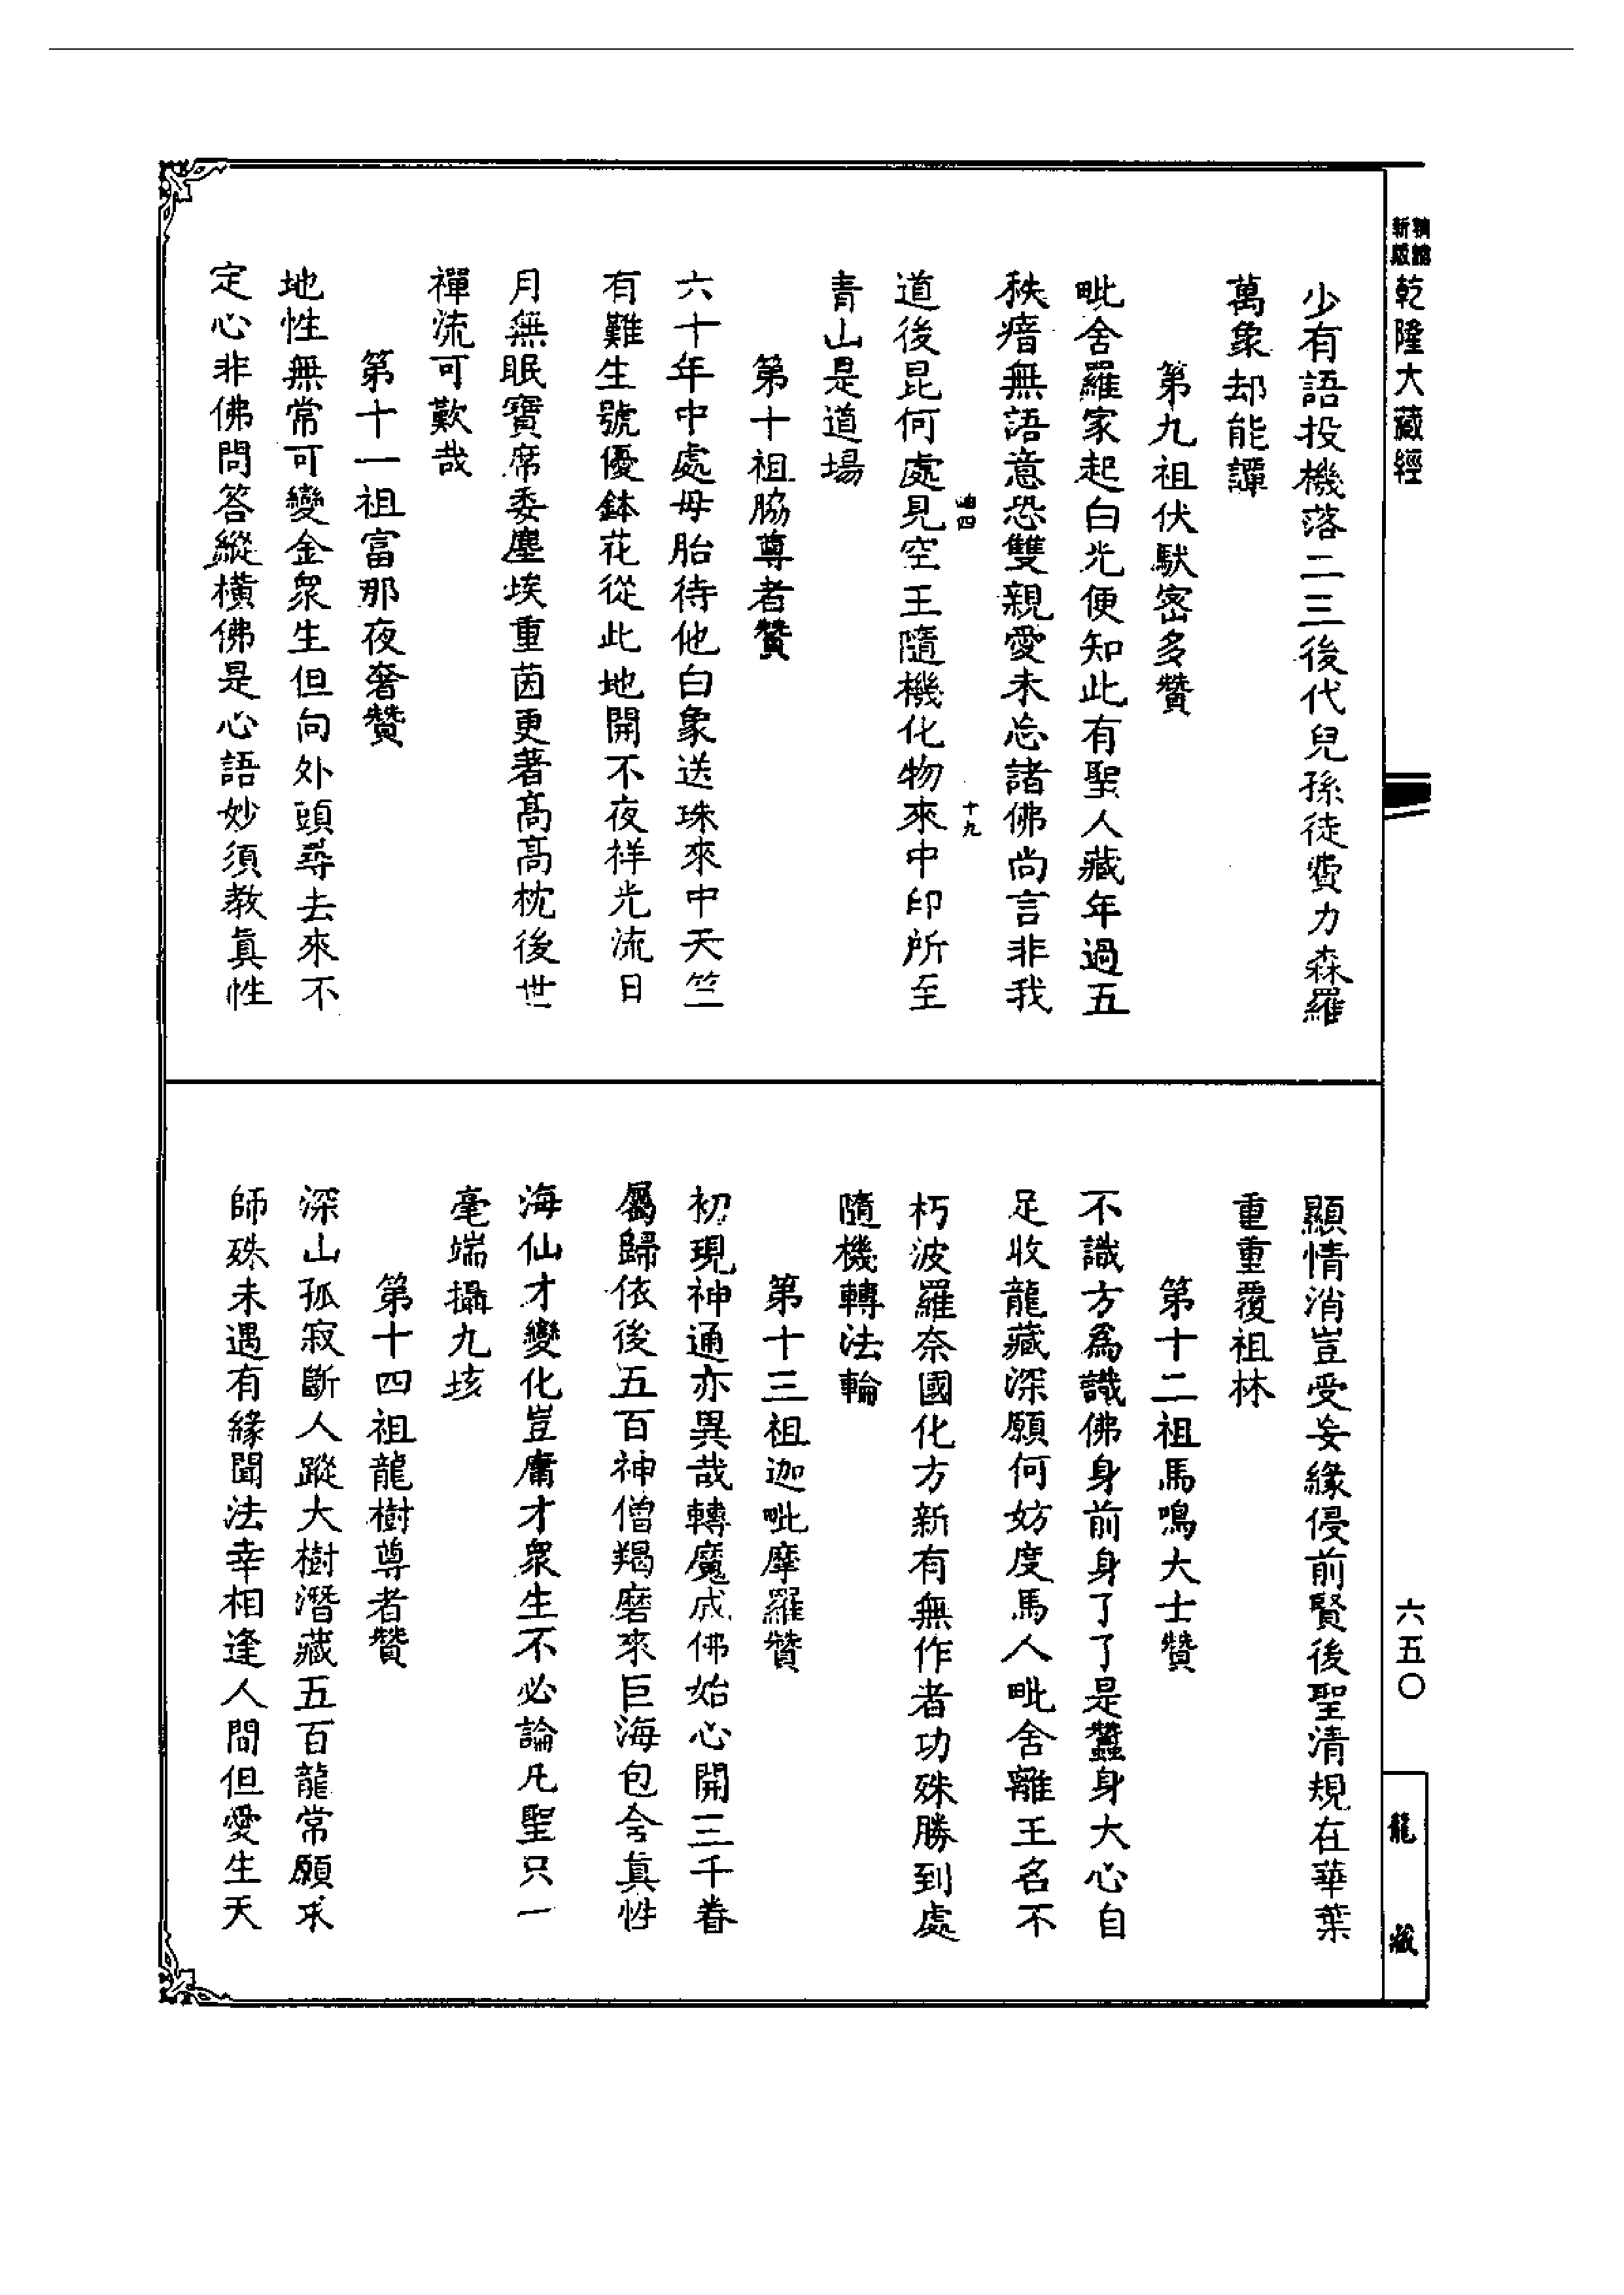 新版
乾隆大藏經
少有語投機落二三後代兒孫徒費力森羅
萬象却能譚
第九祖伏馱宻多贊
毗舍羅家起白光便知此有聖人藏年過五
秩瘖無語意恐雙親愛未忘諸佛尚言非我
道後昆何處見空王隨機化物來中印所至
十九
青山是道場
第十祖脇尊者贊
六十年中處母胎待他白象送珠來中天竺
有難生號優鉢花從此地開不夜祥光流日
月無眠寶席委塵埃重茵更著髙髙枕後世
禪流可歎哉
第十一祖富那夜奢贊
地性無常可變金衆生但向外頭尋去來不
定心非佛問答縱橫佛是心語妙須教眞性
顯情消豈受妄緣侵前賢後聖清規在華葉
重重覆祖林
第十二祖馬鳴大士贊
不識方為識佛身前身了了是蠶身大心自
足收龍藏深願何妨度馬人毗舍離王名不
朽波羅奈國化方新有無作者功殊勝到處
隨機轉法輪
第十三祖迦毗摩羅贊
初現神通亦異哉轉魔成佛始心開三千眷
屬歸依後五百神僧羯磨來巨海包含眞性
海仙才變化豈庸才衆生不必論凡聖只一
毫端攝九垓
第十四祖龍樹尊者贊
深山孤寂斷人蹤大樹潛藏五百龍常願求
師殊未遇有緣聞法幸相逢人間但愛生天
六五〇
龍藏